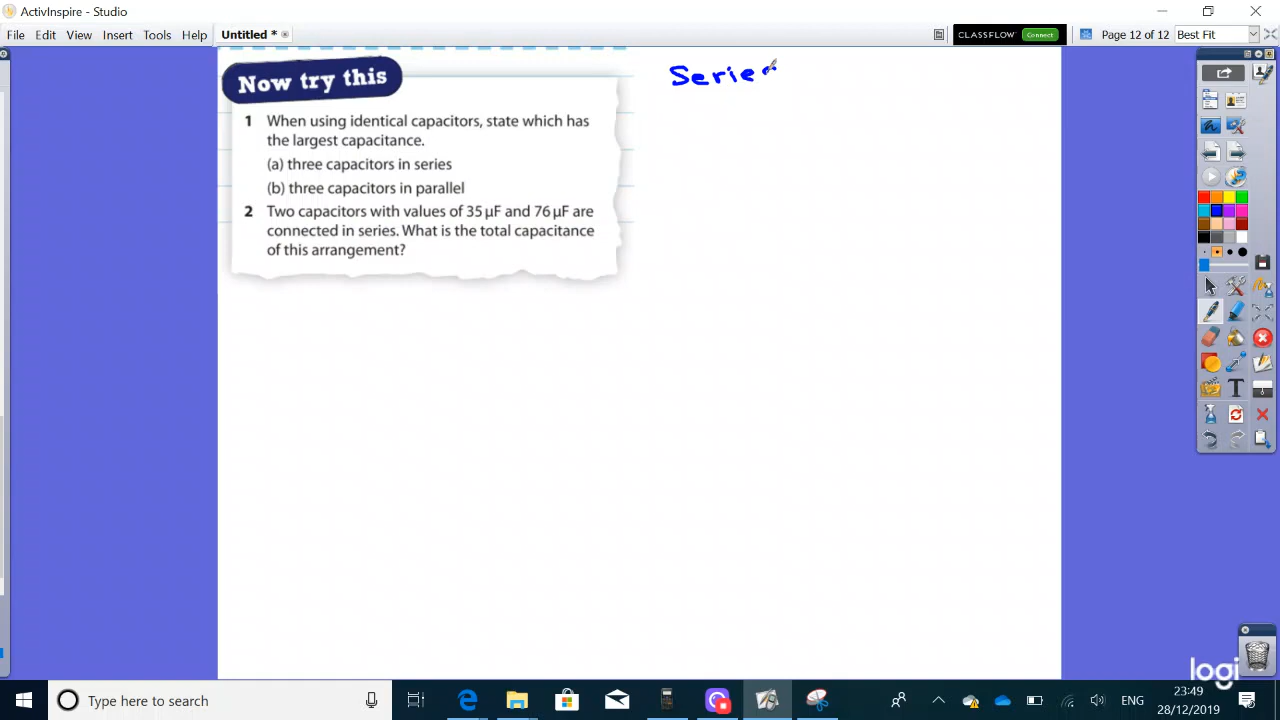 ActivInspire - Studio
File Edit View Insert Tools Help Untitled * CLASSFLOW Connect Page 12 of 12 Best Fit
Now try this
1 When using identical capacitors, state which has
the largest capacitance.
(a) three capacitors in series
(b) three capacitors in parallel
2 Two capacitors with values of 35 µF and 76 µF are
connected in series. What is the total capacitance
of this arrangement?
Serie
logi
Type here to search
ENG
23:49
28/12/2019